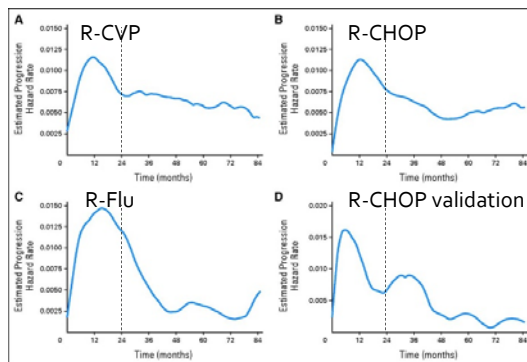 A
R-CVP
Estimated Progression
Hazard Rate
0.0150
0.0125
0.0100
0.0075
0.0050
0.0025
0 12 24 36 48 60 72 84
Time (months)
B
R-CHOP
Estimated Progression
Hazard Rate
0.0150
0.0125
0.0100
0.0075
0.0050
0.0025
0 12 24 36 48 60 72 84
Time (months)
C
R-Flu
Estimated Progression
Hazard Rate
0.0150
0.0125
0.0100
0.0075
0.0050
0.0025
0 12 24 36 48 60 72 84
Time (months)
D
R-CHOP validation
Estimated Progression
Hazard Rate
0.020
0.015
0.010
0.005
0 12 24 36 48 60 72 84
Time (months)